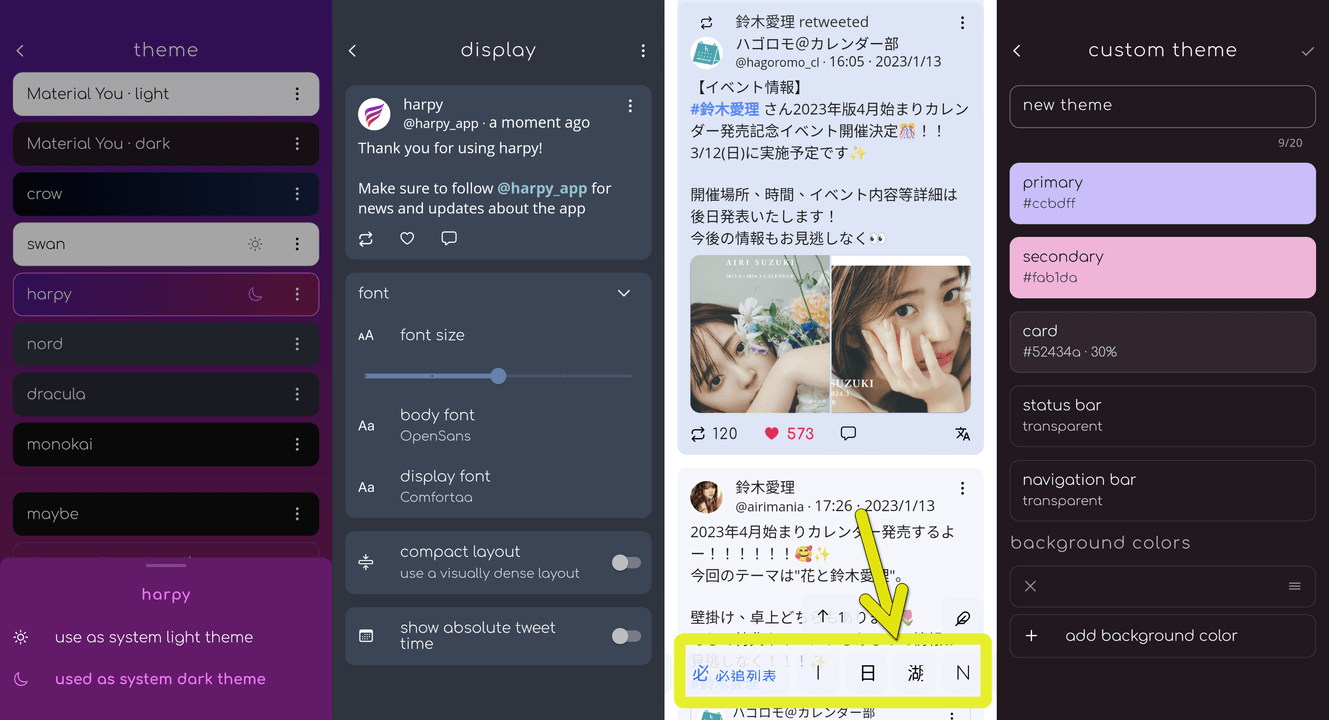 theme
Material You · light
Material You · dark
crow
swan
harpy
nord
dracula
monokai
maybe
harpy
use as system light theme
used as system dark theme
display
harpy
@harpy_app · a moment ago
Thank you for using harpy!
Make sure to follow @harpy_app for
news and updates about the app
font
AA font size
Aa body font
OpenSans
Aa display font
Comfortaa
compact layout
use a visually dense layout
show absolute tweet
time
鈴木愛理 retweeted
ハゴロモ@カレンダー部
@hagoromo_cl · 16:05 · 2023/1/13
【イベント情報】
#鈴木愛理 さん2023年版4月始まりカレン
ダー発売記念イベント開催決定🎊！！
3/12(日)に実施予定です✨
開催場所、時間、イベント内容等詳細は
後日発表いたします！
今後の情報もお見逃しなく👀
AIRI SUZUKI
SUZUKI
120 573
鈴木愛理
@airimania · 17:26 · 2023/1/13
2023年4月始まりカレンダー発売するよ
ー！！！！！！🥰✨
今回のテーマは"花と鈴木愛理"。
壁掛け、卓上どちらもあります🌷
↑ 1
必 必追列表 | 日 湖 N
ハゴロモ@カレンダー部
custom theme
new theme
9/20
primary
#ccbdff
secondary
#fab1da
card
#52434a · 30%
status bar
transparent
navigation bar
transparent
background colors
add background color